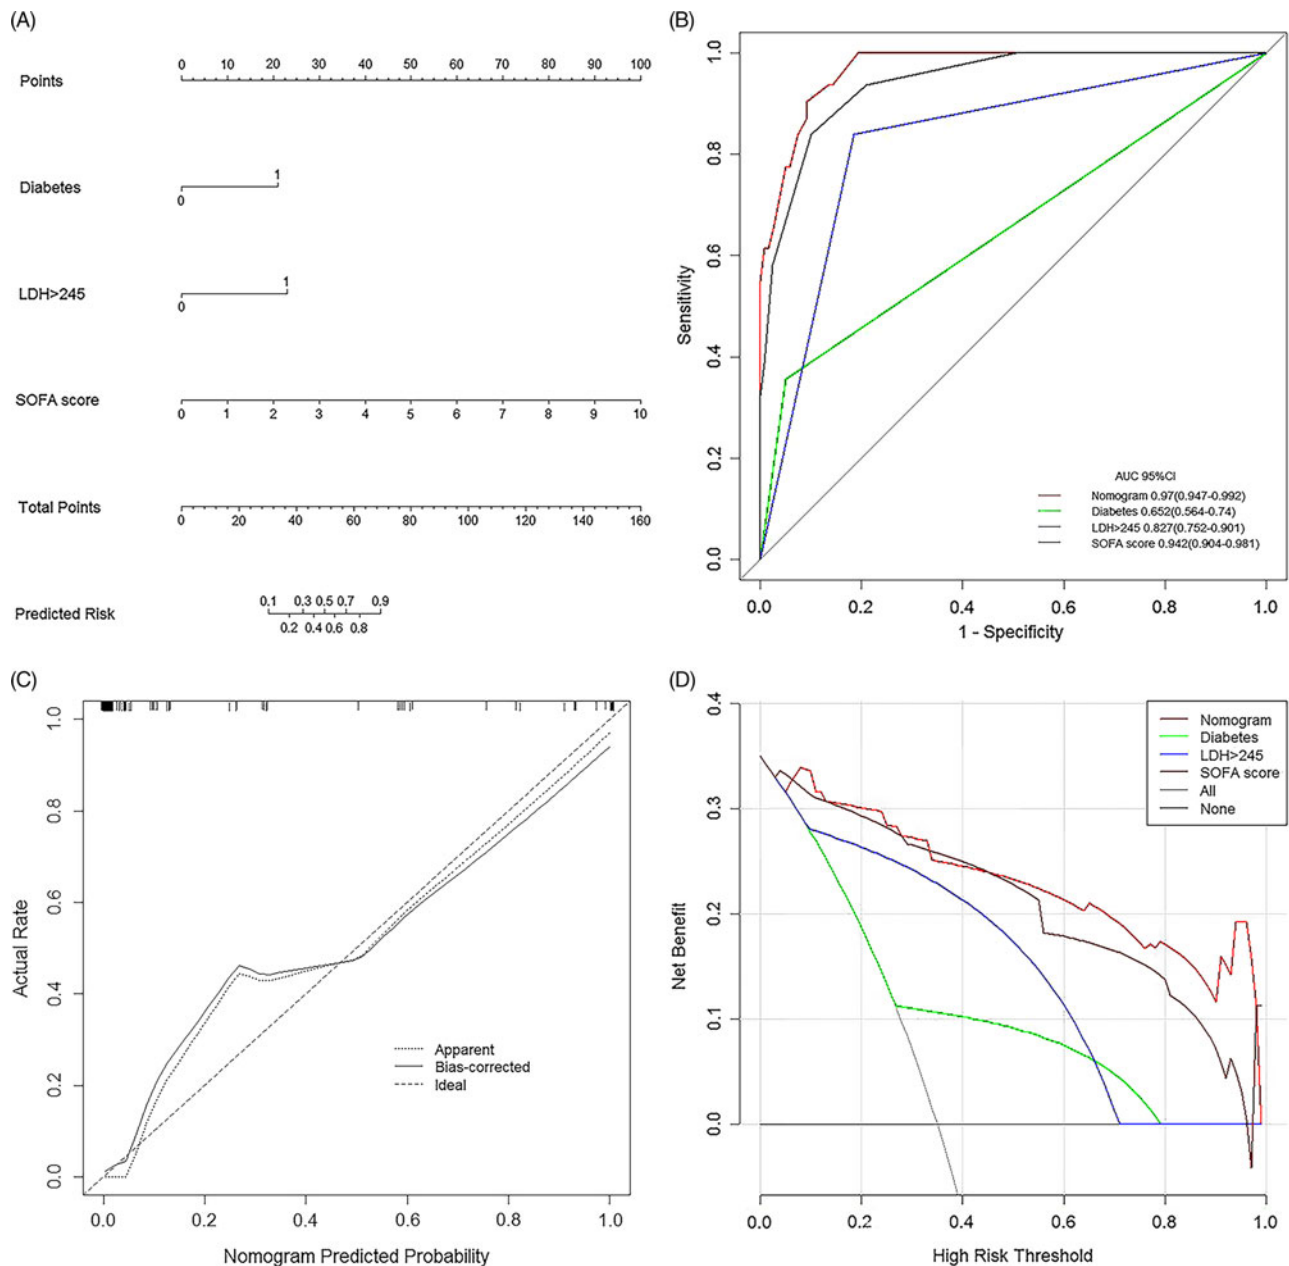 (A)
Points
0 10 20 30 40 50 60 70 80 90 100
Diabetes
0 1
LDH>245
0 1
SOFA score
0 1 2 3 4 5 6 7 8 9 10
Total Points
0 20 40 60 80 100 120 140 160
Predicted Risk
0.1 0.3 0.5 0.7 0.9
0.2 0.4 0.6 0.8
(B)
Sensitivity
1.0
0.8
0.6
0.4
0.2
0.0
AUC 95%CI
Nomogram 0.97(0.947-0.992)
Diabetes 0.652(0.564-0.74)
LDH>245 0.827(0.752-0.901)
SOFA score 0.942(0.904-0.981)
0.0 0.2 0.4 0.6 0.8 1.0
1 - Specificity
(C)
Actual Rate
1.0
0.8
0.6
0.4
0.2
0.0
Apparent
Bias-corrected
Ideal
0.0 0.2 0.4 0.6 0.8 1.0
Nomogram Predicted Probability
(D)
Net Benefit
0.4
0.3
0.2
0.1
0.0
Nomogram
Diabetes
LDH>245
SOFA score
All
None
0.0 0.2 0.4 0.6 0.8 1.0
High Risk Threshold